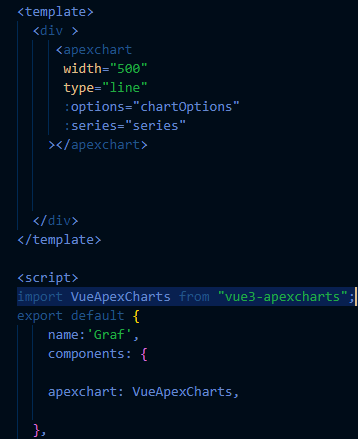 <template>
<div >
<apexchart
width="500"
type="line"
:options="chartOptions"
:series="series"
></apexchart>
</div>
</template>
<script>
import VueApexCharts from "vue3-apexcharts";
export default {
name:'Graf',
components: {
apexchart: VueApexCharts,
},